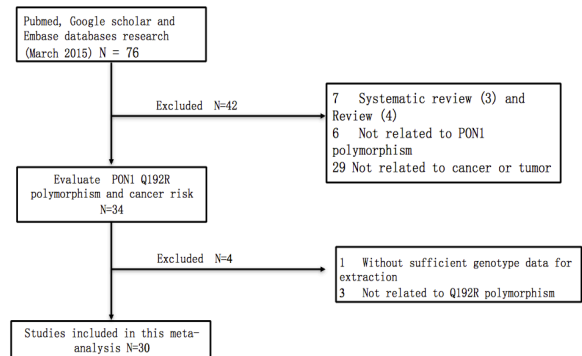 Pubmed, Google scholar and
Embase databases research
(March 2015) N = 76
Excluded N=42
7 Systematic review (3) and
Review (4)
6 Not related to PON1
polymorphism
29 Not related to cancer or tumor
Evaluate PON1 Q192R
polymorphism and cancer risk
N=34
Excluded N=4
1 Without sufficient genotype data for
extraction
3 Not related to Q192R polymorphism
Studies included in this meta-
analysis N=30